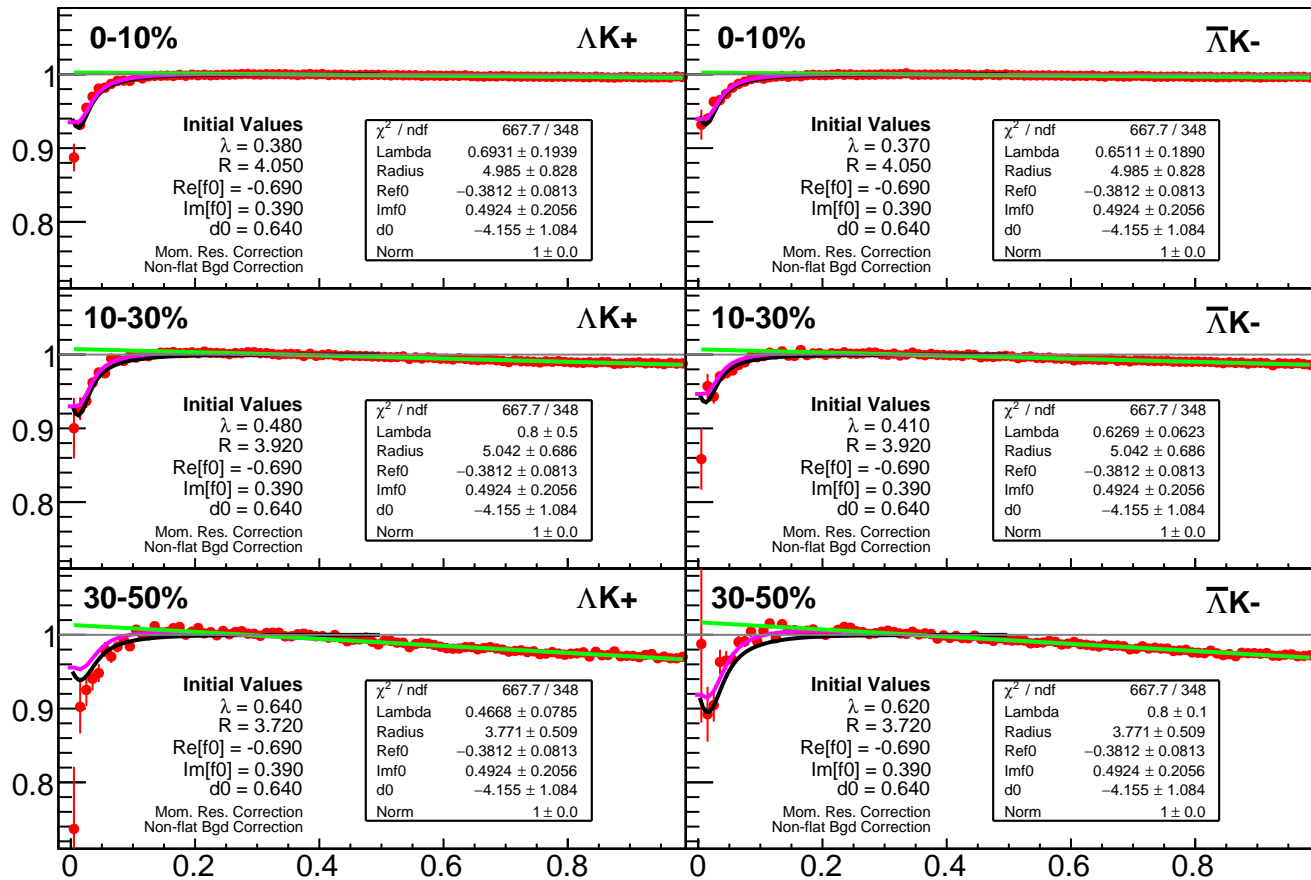 0-10%
ΛK+
1
0.9
0.8
Initial Values
λ = 0.380
R = 4.050
Re[f0] = -0.690
Im[f0] = 0.390
d0 = 0.640
Mom. Res. Correction
Non-flat Bgd Correction
χ² / ndf 667.7 / 348
Lambda 0.6931 ± 0.1939
Radius 4.985 ± 0.828
Ref0 −0.3812 ± 0.0813
Imf0 0.4924 ± 0.2056
d0 −4.155 ± 1.084
Norm 1 ± 0.0
0-10%
Λ̅K-
Initial Values
λ = 0.370
R = 4.050
Re[f0] = -0.690
Im[f0] = 0.390
d0 = 0.640
Mom. Res. Correction
Non-flat Bgd Correction
χ² / ndf 667.7 / 348
Lambda 0.6511 ± 0.1890
Radius 4.985 ± 0.828
Ref0 −0.3812 ± 0.0813
Imf0 0.4924 ± 0.2056
d0 −4.155 ± 1.084
Norm 1 ± 0.0
10-30%
ΛK+
1
0.9
0.8
Initial Values
λ = 0.480
R = 3.920
Re[f0] = -0.690
Im[f0] = 0.390
d0 = 0.640
Mom. Res. Correction
Non-flat Bgd Correction
χ² / ndf 667.7 / 348
Lambda 0.8 ± 0.5
Radius 5.042 ± 0.686
Ref0 −0.3812 ± 0.0813
Imf0 0.4924 ± 0.2056
d0 −4.155 ± 1.084
Norm 1 ± 0.0
10-30%
Λ̅K-
Initial Values
λ = 0.410
R = 3.920
Re[f0] = -0.690
Im[f0] = 0.390
d0 = 0.640
Mom. Res. Correction
Non-flat Bgd Correction
χ² / ndf 667.7 / 348
Lambda 0.6269 ± 0.0623
Radius 5.042 ± 0.686
Ref0 −0.3812 ± 0.0813
Imf0 0.4924 ± 0.2056
d0 −4.155 ± 1.084
Norm 1 ± 0.0
30-50%
ΛK+
1
0.9
0.8
Initial Values
λ = 0.640
R = 3.720
Re[f0] = -0.690
Im[f0] = 0.390
d0 = 0.640
Mom. Res. Correction
Non-flat Bgd Correction
χ² / ndf 667.7 / 348
Lambda 0.4668 ± 0.0785
Radius 3.771 ± 0.509
Ref0 −0.3812 ± 0.0813
Imf0 0.4924 ± 0.2056
d0 −4.155 ± 1.084
Norm 1 ± 0.0
30-50%
Λ̅K-
Initial Values
λ = 0.620
R = 3.720
Re[f0] = -0.690
Im[f0] = 0.390
d0 = 0.640
Mom. Res. Correction
Non-flat Bgd Correction
χ² / ndf 667.7 / 348
Lambda 0.8 ± 0.1
Radius 3.771 ± 0.509
Ref0 −0.3812 ± 0.0813
Imf0 0.4924 ± 0.2056
d0 −4.155 ± 1.084
Norm 1 ± 0.0
0 0.2 0.4 0.6 0.8 0 0.2 0.4 0.6 0.8